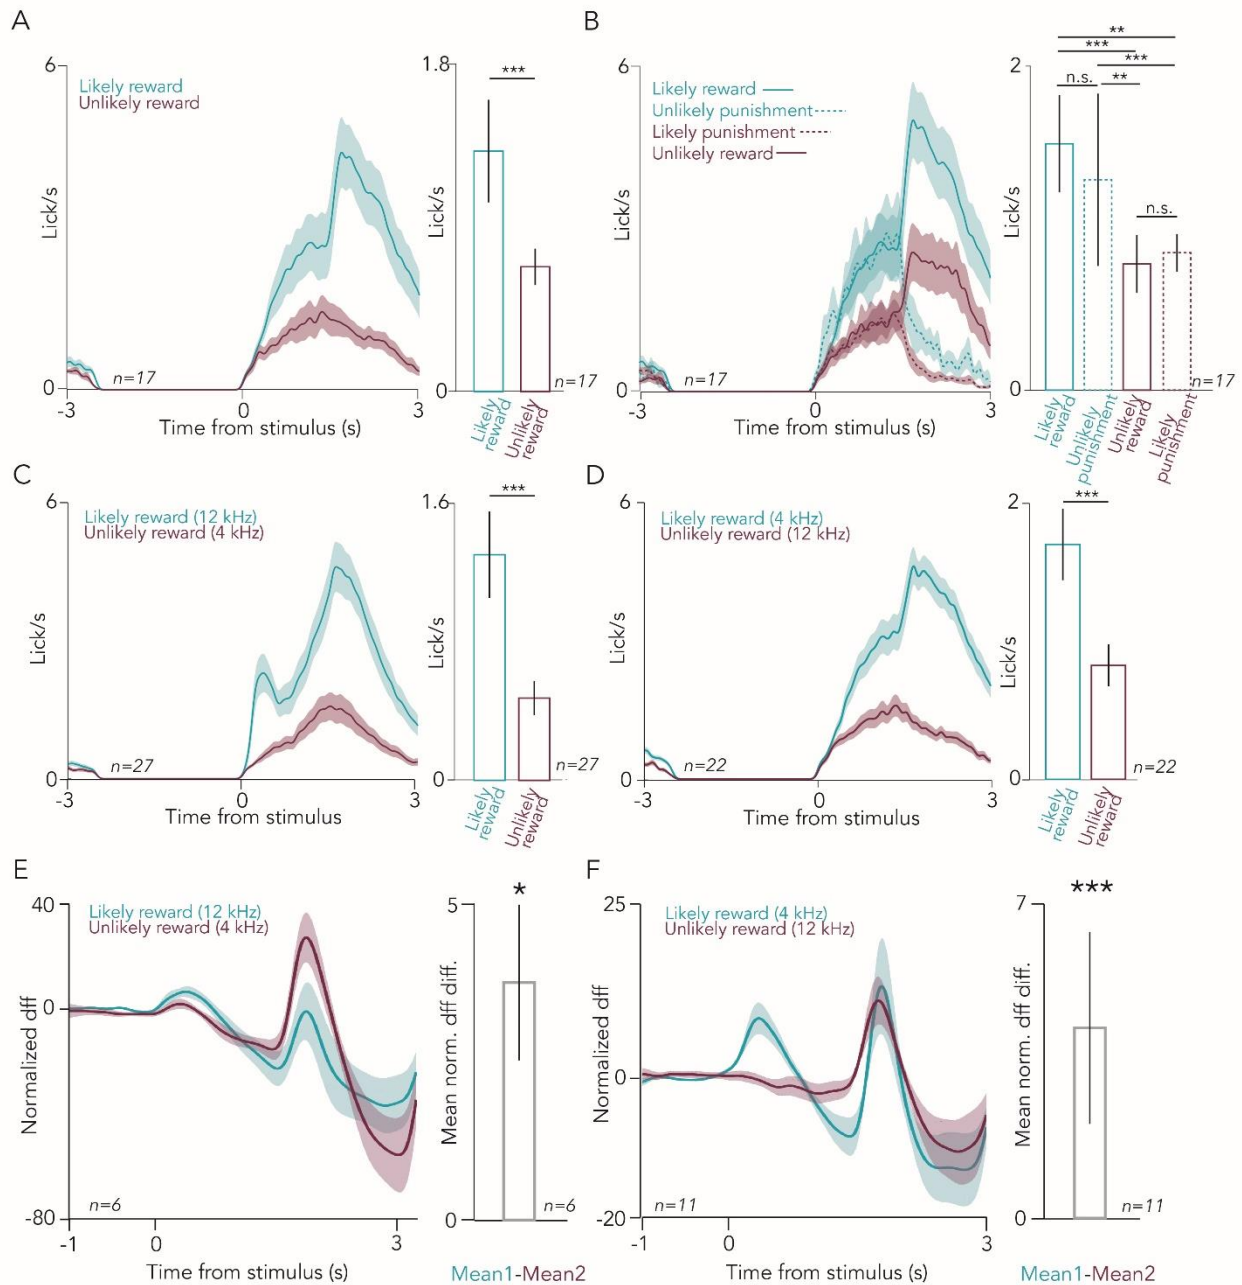 A
6
Likely reward
Unlikely reward
Lick/s
0
n=17
-3
0
3
Time from stimulus (s)
1.8
***
Lick/s
0
n=17
Likely
reward
Unlikely
reward
B
6
Likely reward
Unlikely punishment
Likely punishment
Unlikely reward
Lick/s
0
n=17
-3
0
3
Time from stimulus (s)
**
***
***
n.s.
**
2
n.s.
Lick/s
0
n=17
Likely
reward
Unlikely
punishment
Unlikely
reward
Likely
punishment
C
6
Likely reward (12 kHz)
Unlikely reward (4 kHz)
Lick/s
0
n=27
-3
0
3
Time from stimulus
1.6
***
Lick/s
0
n=27
Likely
reward
Unlikely
reward
D
6
Likely reward (4 kHz)
Unlikely reward (12 kHz)
Lick/s
0
n=22
-3
0
3
Time from stimulus
2
***
Lick/s
0
n=22
Likely
reward
Unlikely
reward
E
40
Likely reward (12 kHz)
Unlikely reward (4 kHz)
0
Normalized dff
-80
n=6
-1
0
3
Time from stimulus (s)
*
5
Mean norm. dff diff.
0
n=6
Mean1-Mean2
F
25
Likely reward (4 kHz)
Unlikely reward (12 kHz)
0
Normalized dff
-20
n=11
-1
0
3
Time from stimulus (s)
***
7
Mean norm. dff diff.
0
n=11
Mean1-Mean2